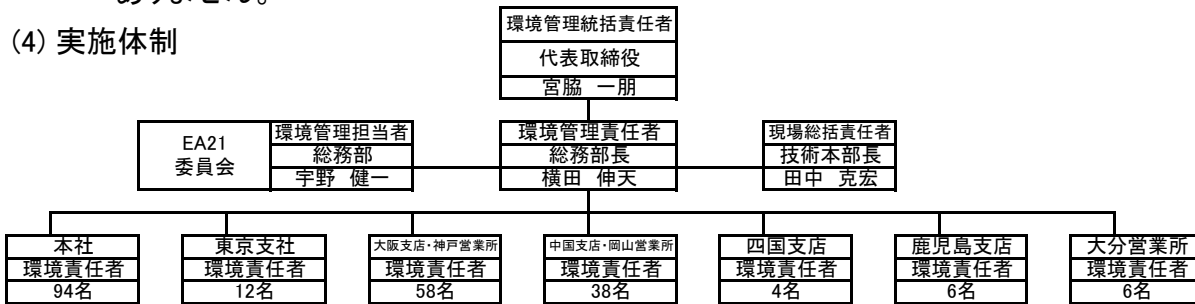 ありません。
(4) 実施体制
環境管理統括責任者
代表取締役
宮脇 一朋
EA21
委員会
環境管理担当者
総務部
宇野 健一
環境管理責任者
総務部長
横田 伸天
現場総括責任者
技術本部長
田中 克宏
本社
環境責任者
94名
東京支社
環境責任者
12名
大阪支店・神戸営業所
環境責任者
58名
中国支店・岡山営業所
環境責任者
38名
四国支店
環境責任者
4名
鹿児島支店
環境責任者
6名
大分営業所
環境責任者
6名